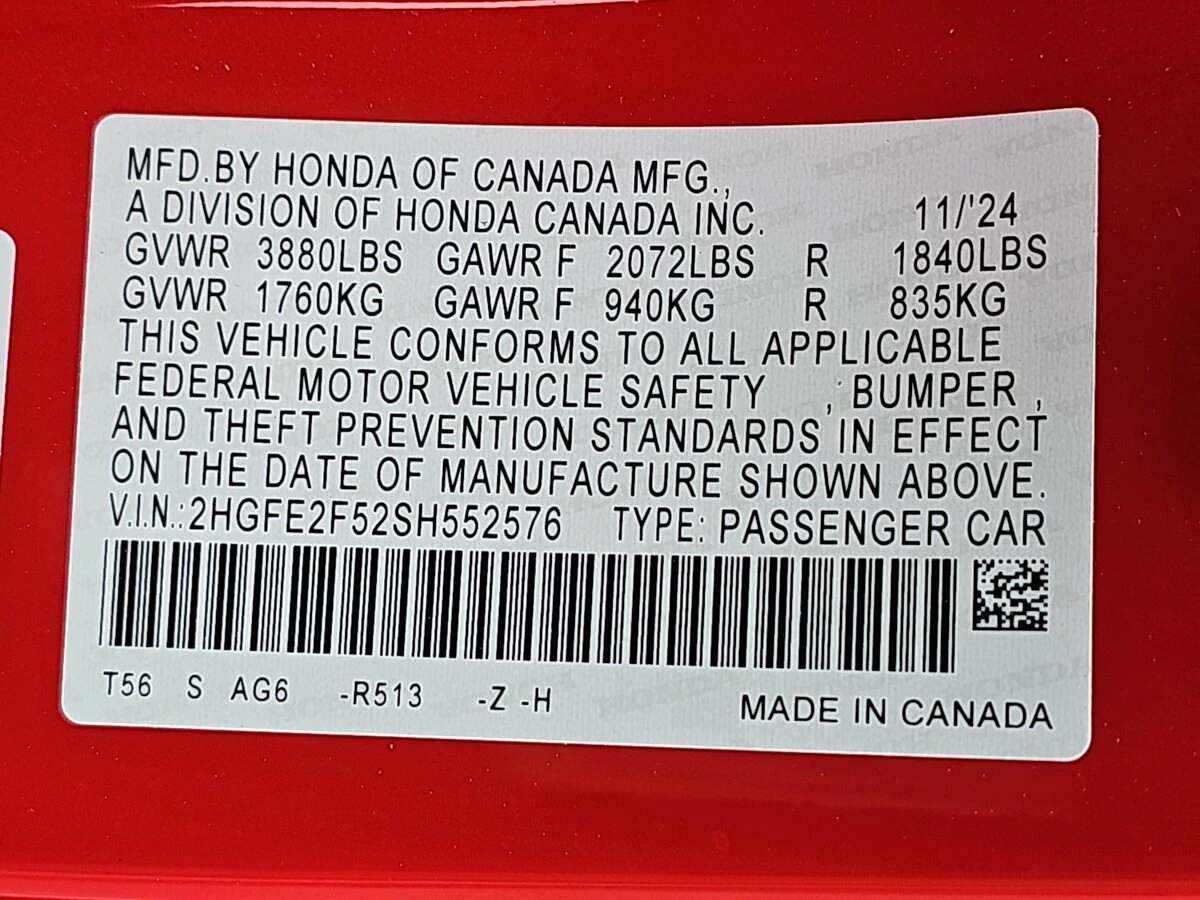 MFD.BY HONDA OF CANADA MFG.,
A DIVISION OF HONDA CANADA INC. 11/'24
GVWR 3880LBS GAWR F 2072LBS R 1840LBS
GVWR 1760KG GAWR F 940KG R 835KG
THIS VEHICLE CONFORMS TO ALL APPLICABLE
FEDERAL MOTOR VEHICLE SAFETY , BUMPER ,
AND THEFT PREVENTION STANDARDS IN EFFECT
ON THE DATE OF MANUFACTURE SHOWN ABOVE.
V.I.N.:2HGFE2F52SH552576 TYPE: PASSENGER CAR
T56 S AG6 -R513 -Z -H MADE IN CANADA